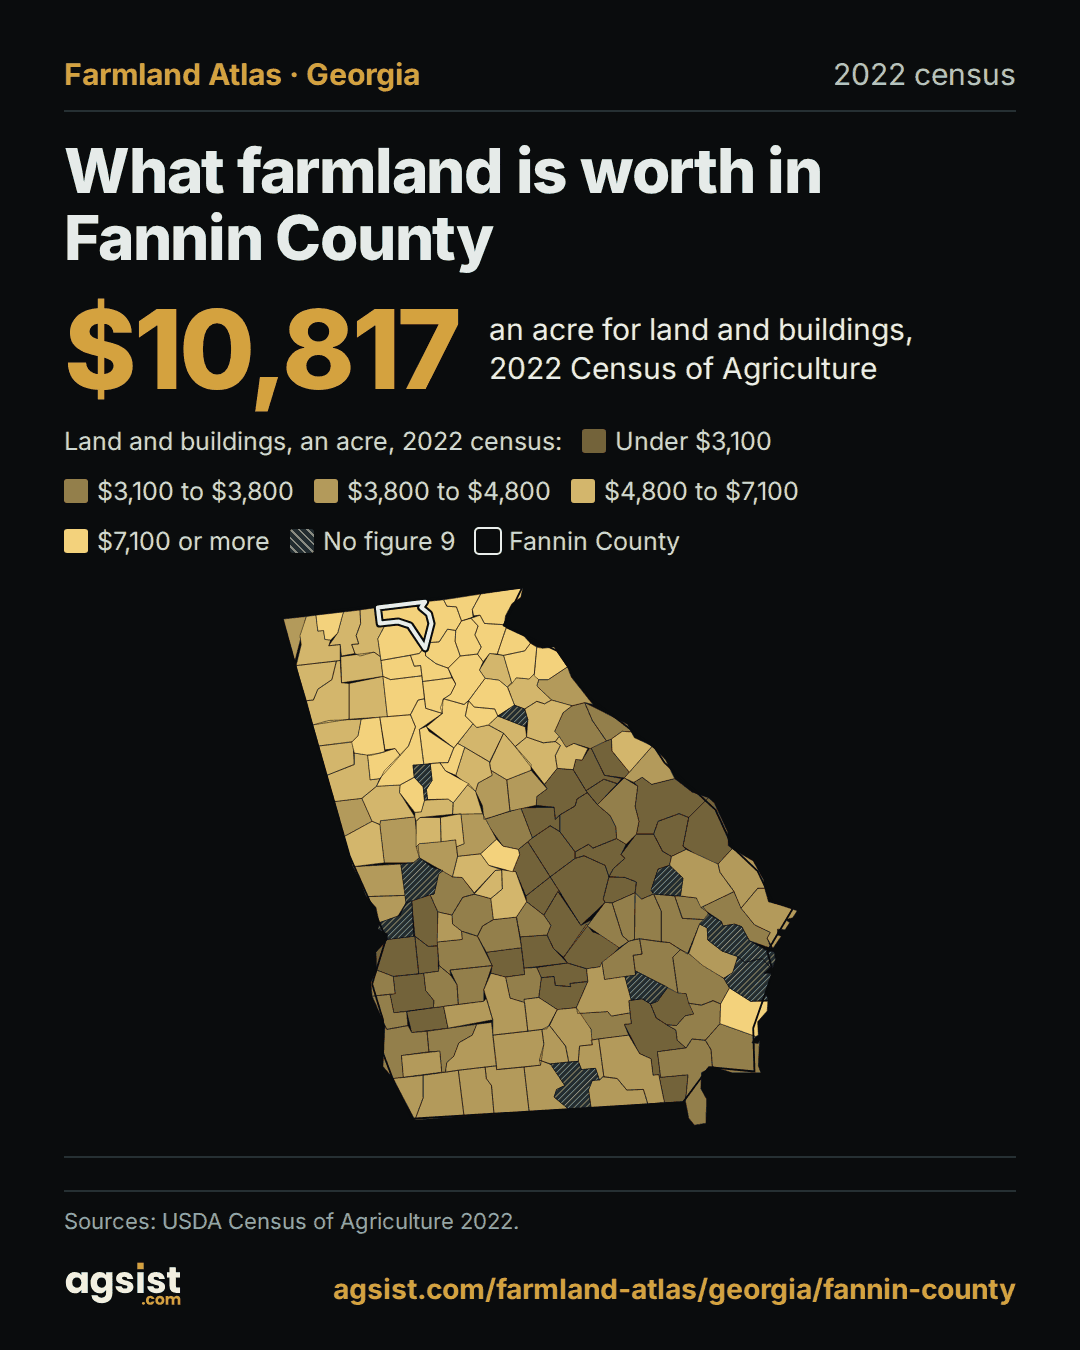 Farmland Atlas · Georgia
2022 census
What farmland is worth in
Fannin County
$10,817
an acre for land and buildings,
2022 Census of Agriculture
Land and buildings, an acre, 2022 census: Under $3,100
$3,100 to $3,800 $3,800 to $4,800 $4,800 to $7,100
$7,100 or more No figure 9 Fannin County
Sources: USDA Census of Agriculture 2022.
agsist
.com
agsist.com/farmland-atlas/georgia/fannin-county